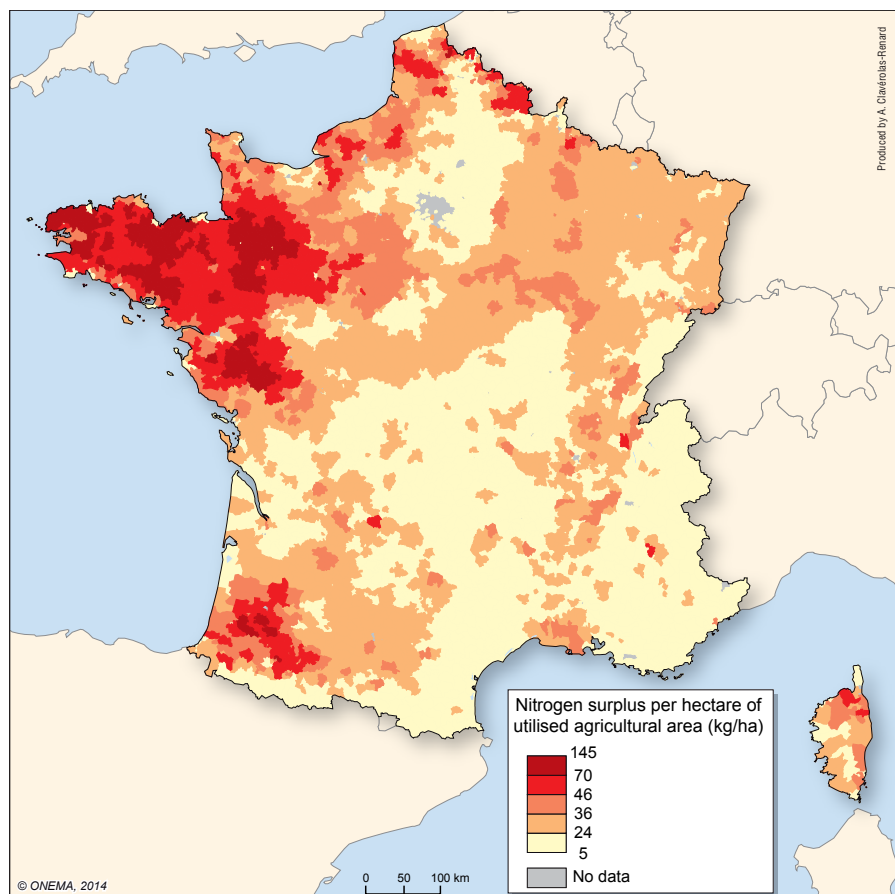 Produced by A. Clavérolas-Renard
Nitrogen surplus per hectare of
utilised agricultural area (kg/ha)
145
70
46
36
24
5
No data
© ONEMA, 2014
0 50 100 km